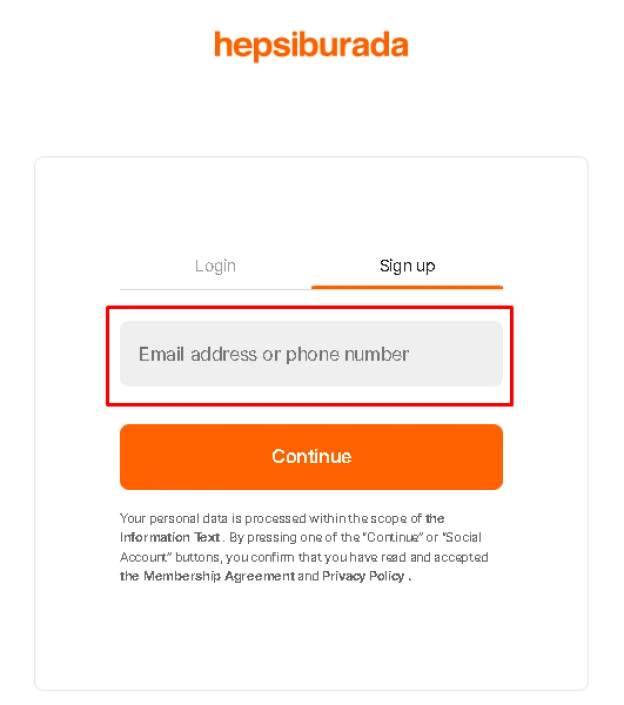 hepsiburada
Login
Sign up
Email address or phone number
Continue
Your personal data is processed within the scope of the
Information Text . By pressing one of the "Continue" or "Social
Account" buttons, you confirm that you have read and accepted
the Membership Agreement and Privacy Policy .